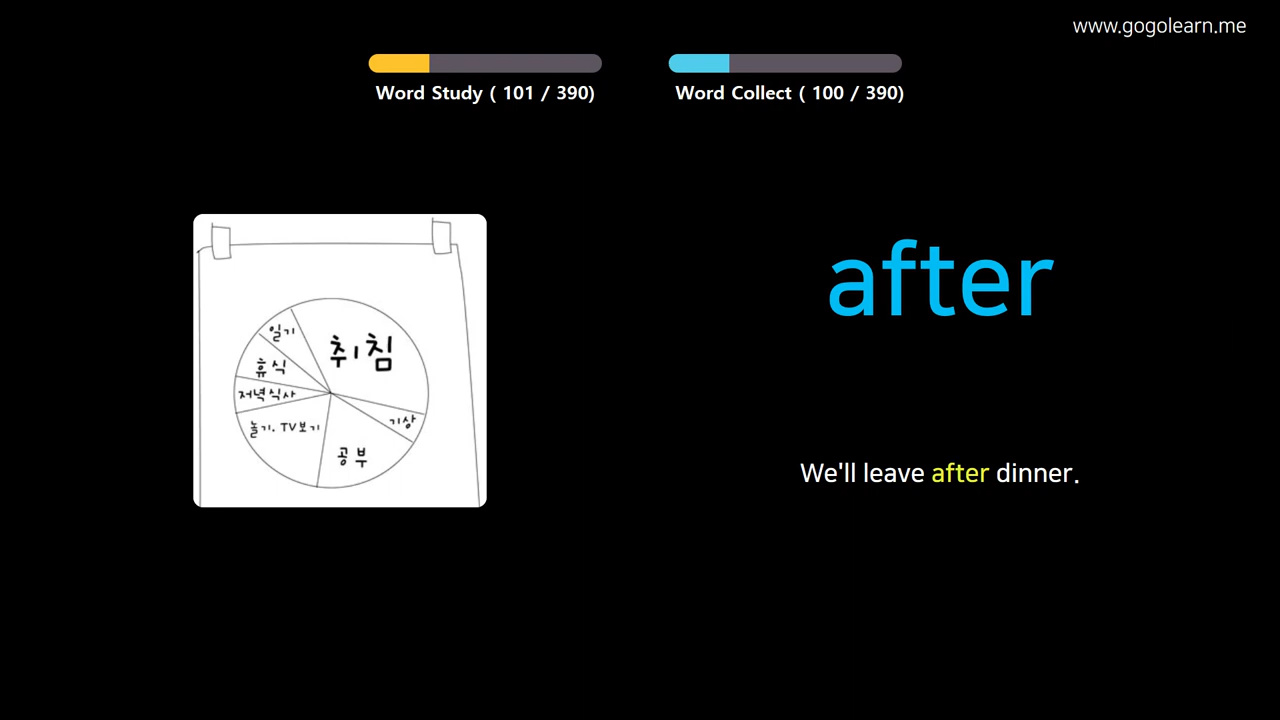 www.gogolearn.me
Word Study ( 101 / 390)
Word Collect ( 100 / 390)
일기
취침
휴식
저녁식사
기상
놀기. TV보기
공부
after
We'll leave after dinner.